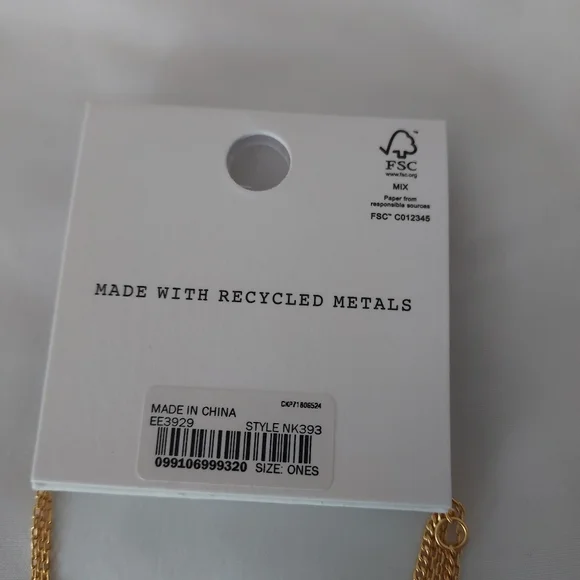 FSC
www.fsc.org
MIX
Paper from
responsible sources
FSC™ C012345
MADE WITH RECYCLED METALS
CKP71806524
MADE IN CHINA
EE3929 STYLE NK393
099106999320 SIZE: ONES